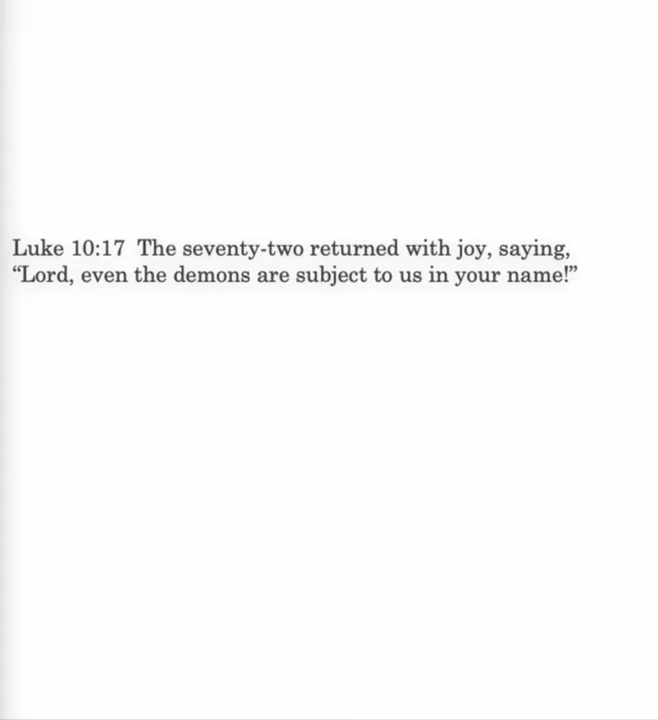 Luke 10:17  The seventy-two returned with joy, saying,
“Lord, even the demons are subject to us in your name!”